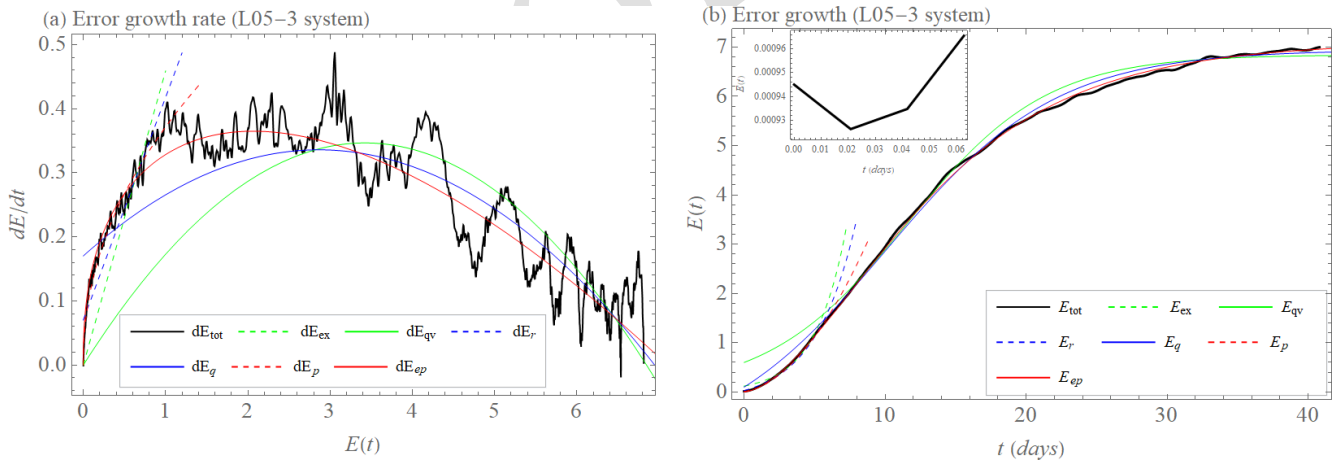 (a) Error growth rate (L05−3 system)
0.5
0.4
0.3
0.2
0.1
0.0
dE/dt
dE_tot dE_ex dE_qv dE_r
dE_q dE_p dE_ep
0 1 2 3 4 5 6
E(t)
(b) Error growth (L05−3 system)
7
6
5
4
3
2
1
0
E(t)
0.00096
0.00095
0.00094
0.00093
E(t)
0.00 0.01 0.02 0.03 0.04 0.05 0.06
t (days)
E_tot E_ex E_qv
E_r E_q E_p
E_ep
0 10 20 30 40
t (days)